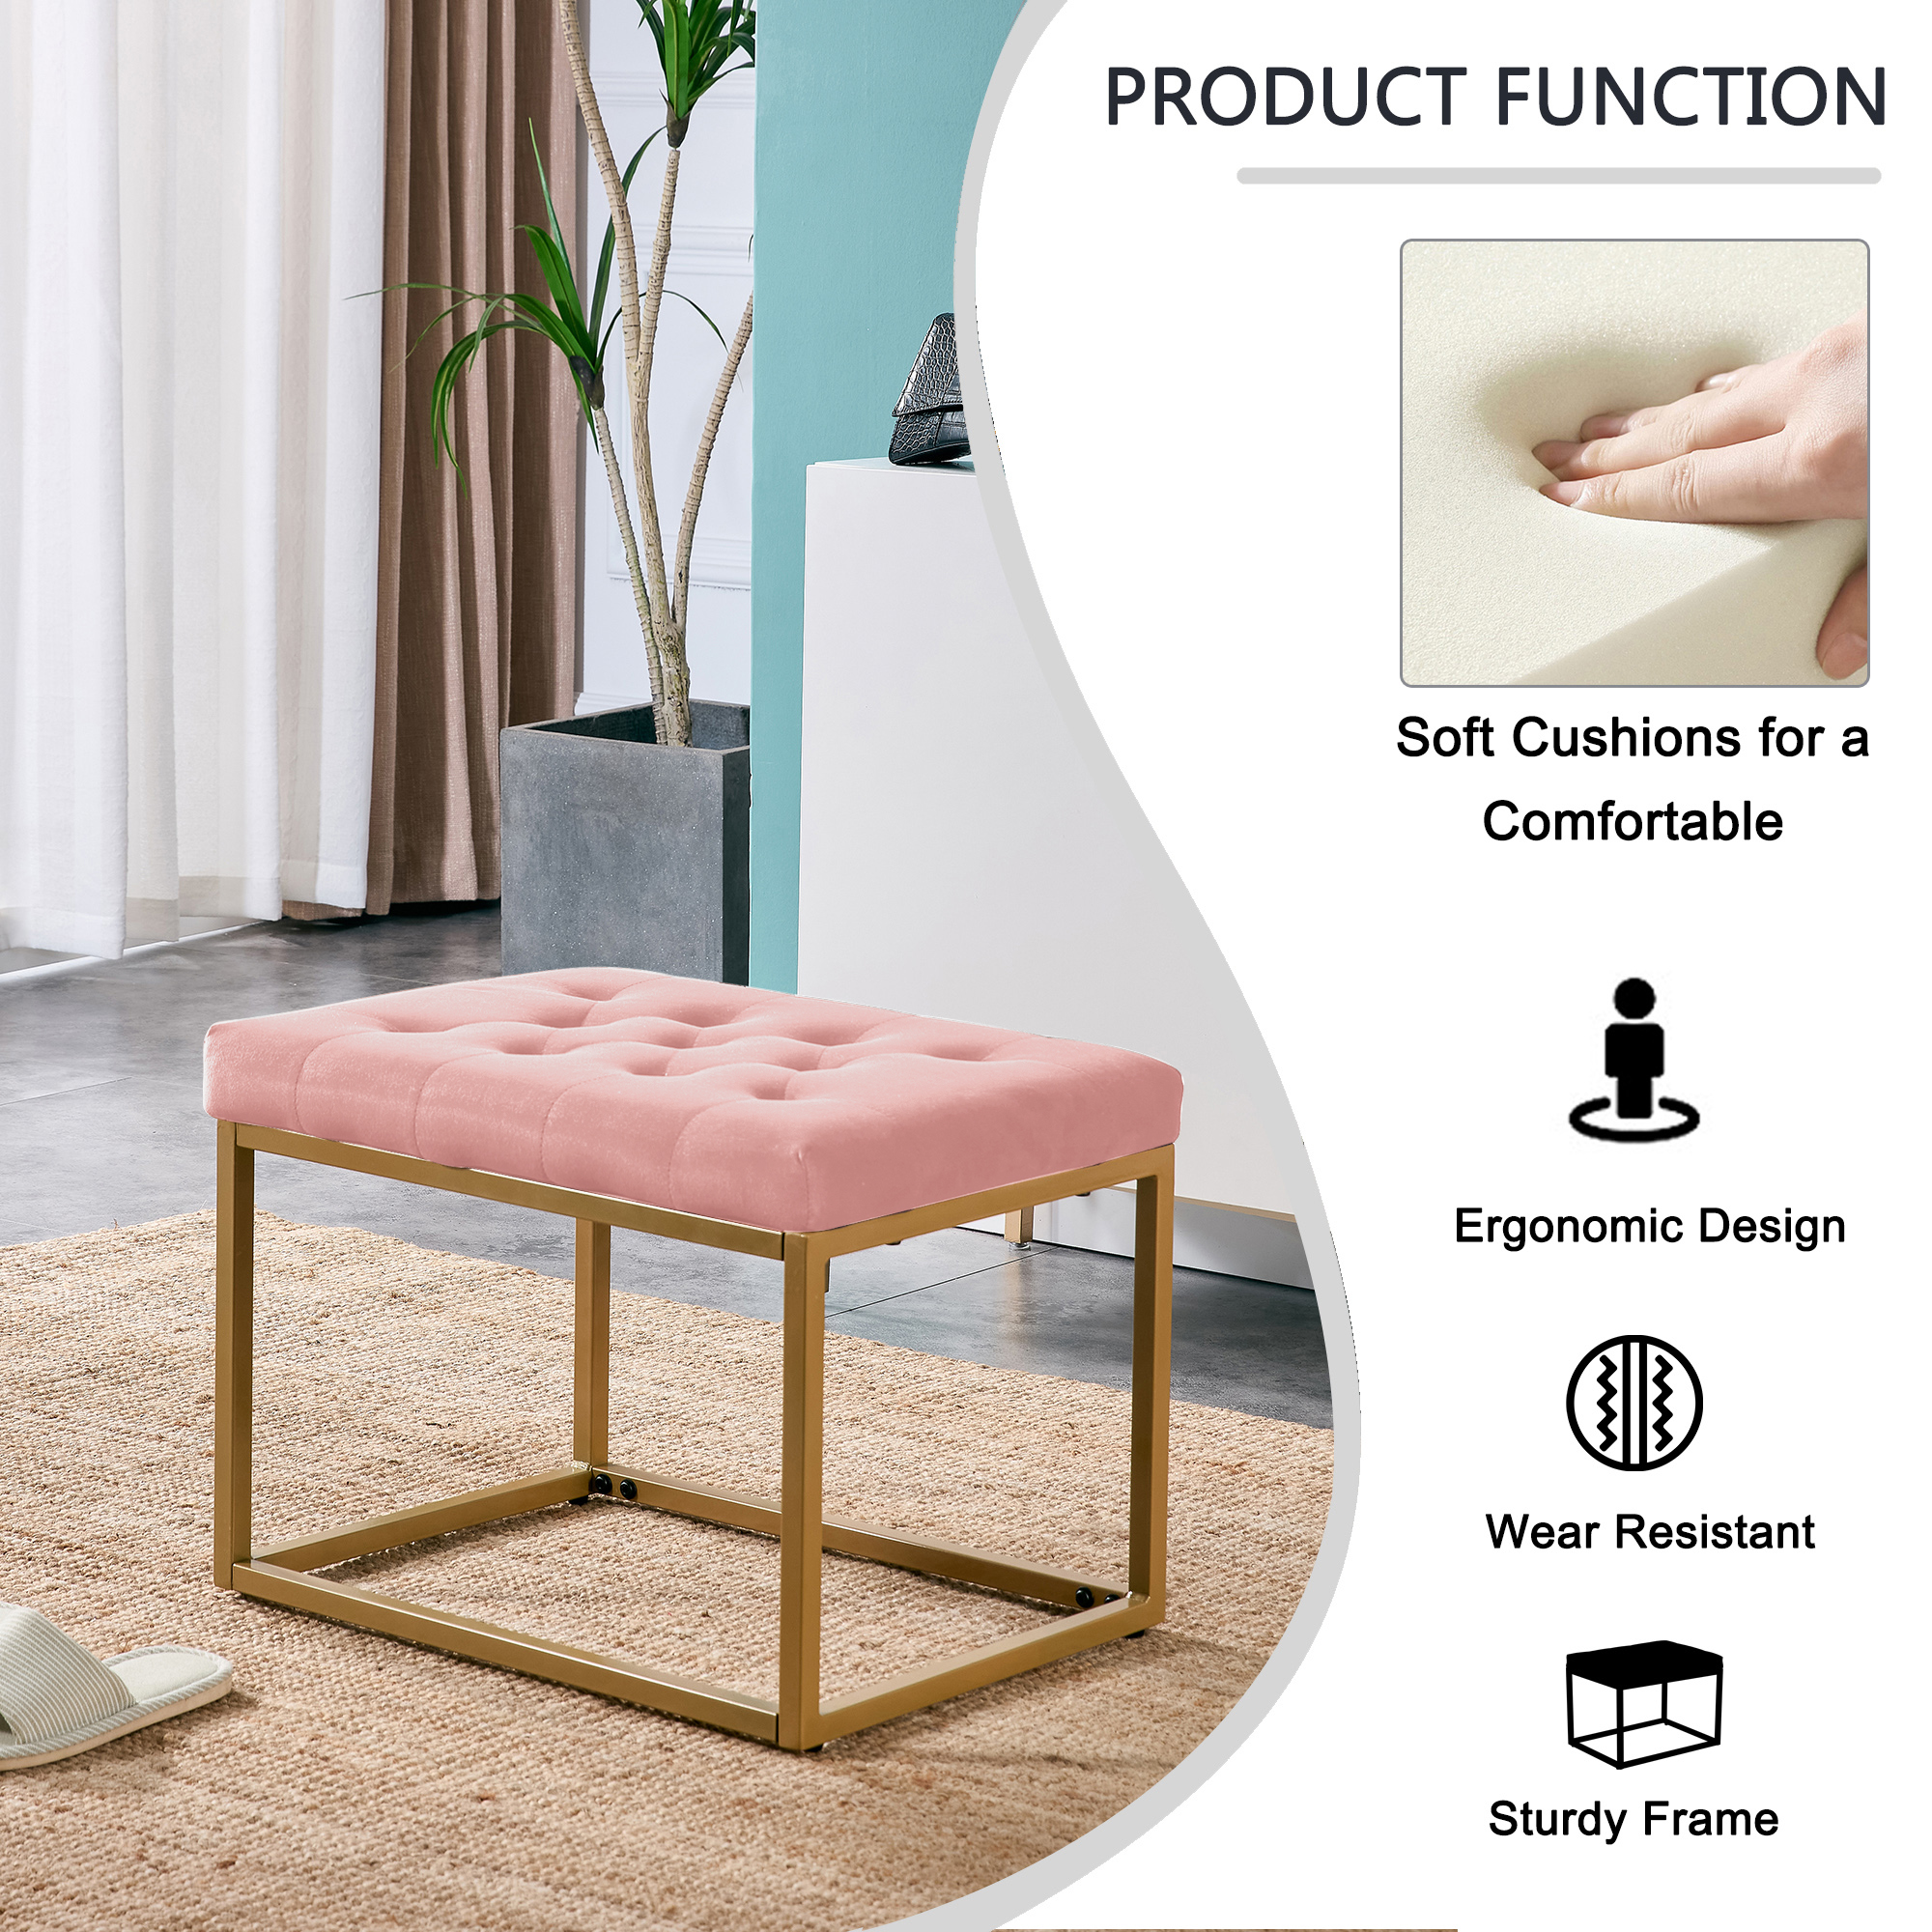 PRODUCT FUNCTION
Soft Cushions for a
Comfortable
Ergonomic Design
Wear Resistant
Sturdy Frame